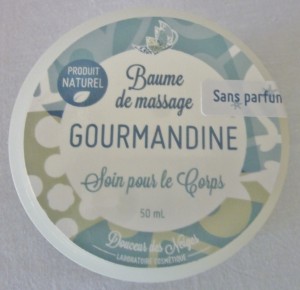 PRODUIT
NATUREL
Baume
de massage
Sans parfum
GOURMANDINE
Soin pour le Corps
50 mL
Douceur des Neiges
LABORATOIRE COSMÉTIQUE